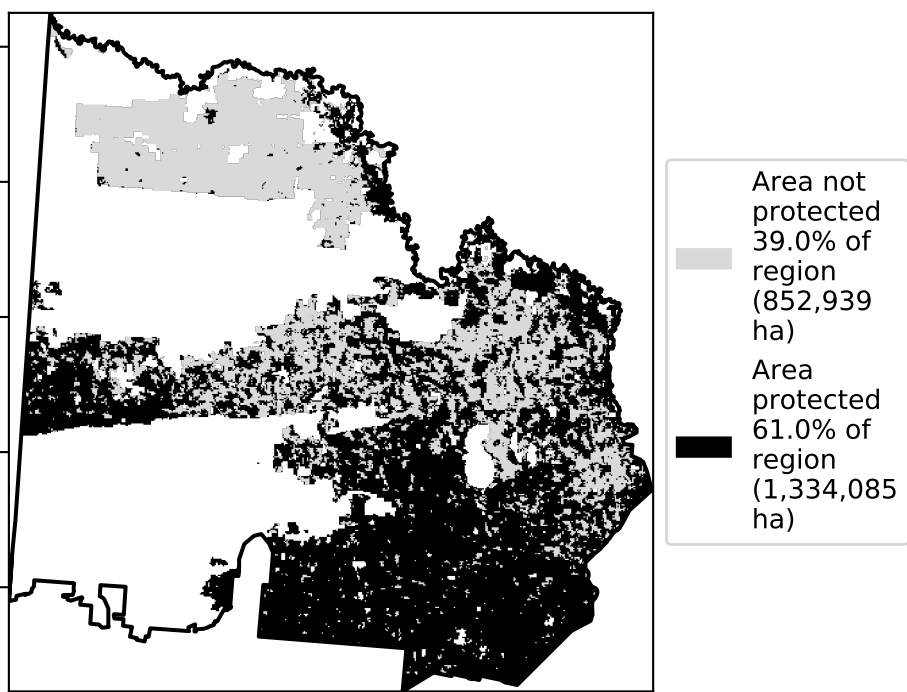 Area not
protected
39.0% of
region
(852,939
ha)
Area
protected
61.0% of
region
(1,334,085
ha)